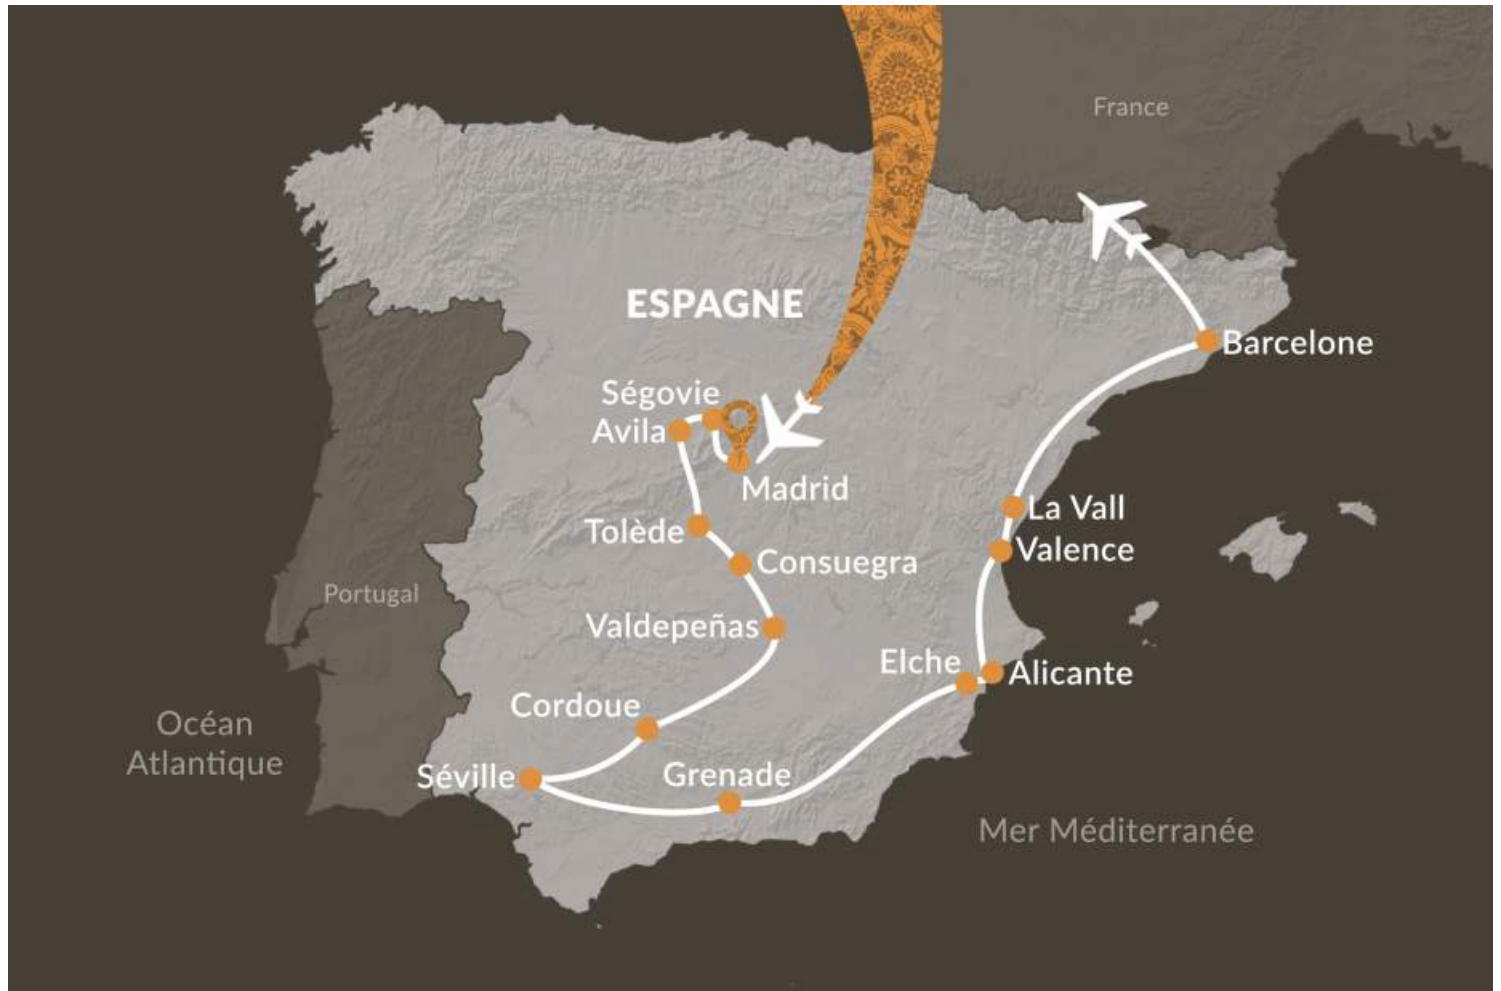 France
ESPAGNE
Barcelone
Ségovie
Avila
Madrid
La Vall
Tolède
Valence
Consuegra
Portugal
Valdepeñas
Elche
Alicante
Cordoue
Océan
Atlantique
Séville
Grenade
Mer Méditerranée